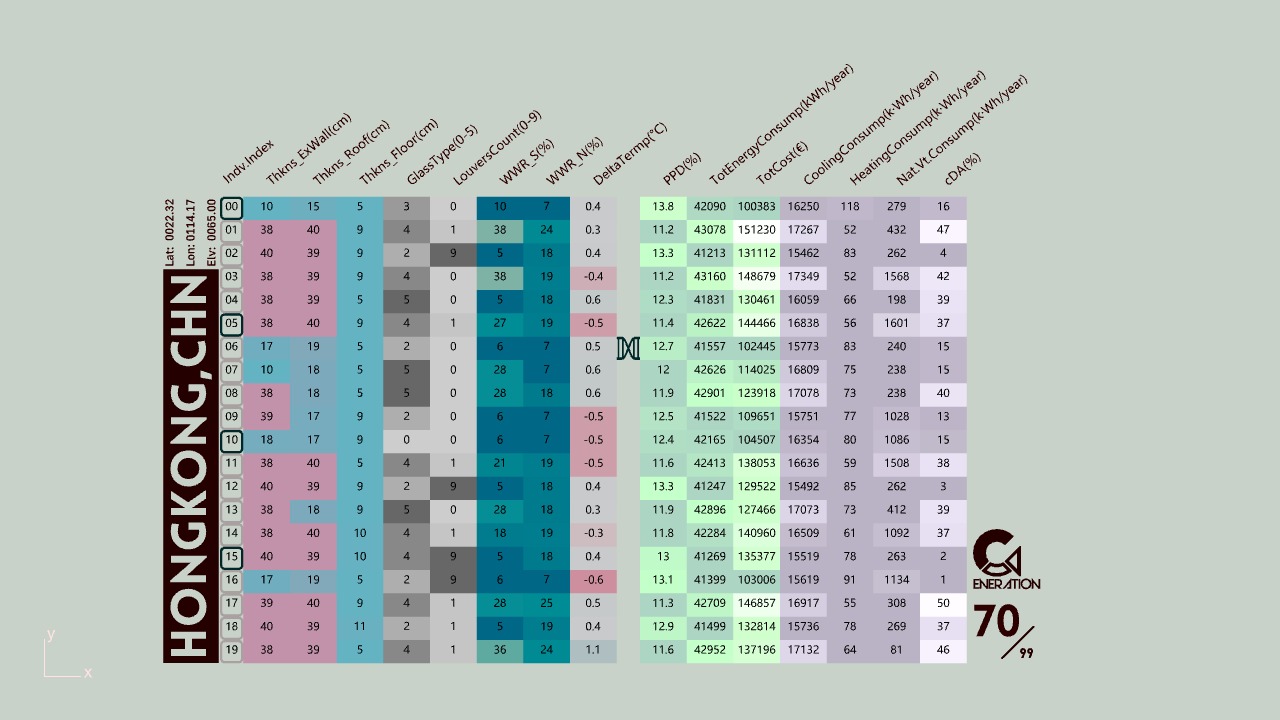 Indv.Index Thkns_ExWall(cm) Thkns_Roof(cm) Thkns_Floor(cm) GlassType(0-5) LouversCount(0-9) WWR_S(%) WWR_N(%) DeltaTermp(°C) PPD(%) TotEnergyConsump(kWh/year) TotCost(€) CoolingConsump(k·Wh/year) HeatingConsump(k·Wh/year) Nat.Vt.Consump(k·Wh/year) cDA(%)
Lat: 0022.32
Lon: 0114.17
Elv: 0065.00
HONGKONG,CHN
00 10 15 5 3 0 10 7 0.4 13.8 42090 100383 16250 118 279 16
01 38 40 9 4 1 38 24 0.3 11.2 43078 151230 17267 52 432 47
02 40 39 9 2 9 5 18 0.4 13.3 41213 131112 15462 83 262 4
03 38 39 9 4 0 38 19 -0.4 11.2 43160 148679 17349 52 1566 42
04 38 39 9 5 0 5 18 0.6 12.3 41831 130461 16059 66 198 39
05 38 40 9 4 1 27 19 -0.5 11.4 42622 144466 16838 56 1601 37
06 17 19 5 2 0 6 7 0.5 12.7 41557 102445 15773 83 240 15
07 10 18 5 5 0 28 7 0.6 12 42626 114025 16809 75 238 15
08 38 18 5 5 0 28 18 0.6 11.9 42901 123918 17078 73 238 40
09 39 17 9 2 0 6 7 -0.5 12.5 41522 109651 15751 77 1028 13
10 18 17 9 0 0 6 7 -0.5 12.4 42165 104507 16354 80 1086 15
11 38 40 5 4 1 21 19 -0.5 11.6 42413 138053 16636 59 1508 38
12 40 39 9 2 9 5 18 0.4 13.3 41247 129522 15492 85 262 3
13 38 18 9 5 0 28 18 0.3 11.9 42896 127466 17073 73 412 39
14 38 40 10 4 1 18 19 -0.3 11.8 42284 140960 16509 61 1092 37
15 40 39 10 4 9 5 18 0.4 13 41269 135377 15519 78 263 2
16 17 19 5 2 9 6 7 -0.6 13.1 41399 103006 15619 91 1134 1
17 39 40 9 4 1 28 25 0.5 11.3 42709 146857 16917 55 308 50
18 40 39 11 2 1 5 19 0.4 12.9 41499 132814 15736 78 269 37
19 38 39 5 4 1 36 24 1.1 11.6 42952 137196 17132 64 81 46
GENERATION
70/99
y
x